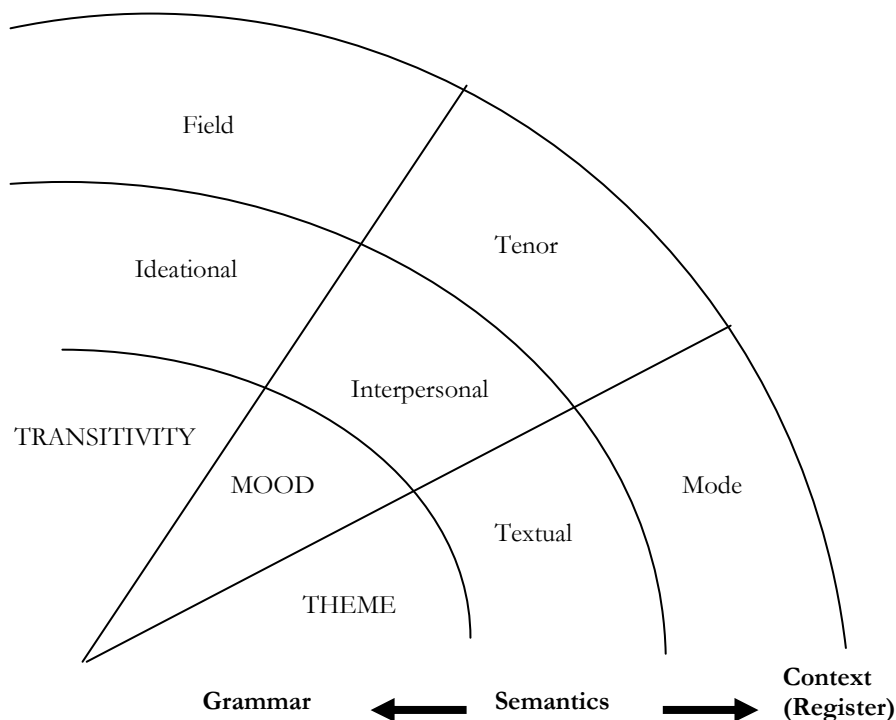 Field
Tenor
Ideational
Interpersonal
TRANSITIVITY
MOOD
Mode
Textual
THEME
Grammar
Semantics
Context
(Register)